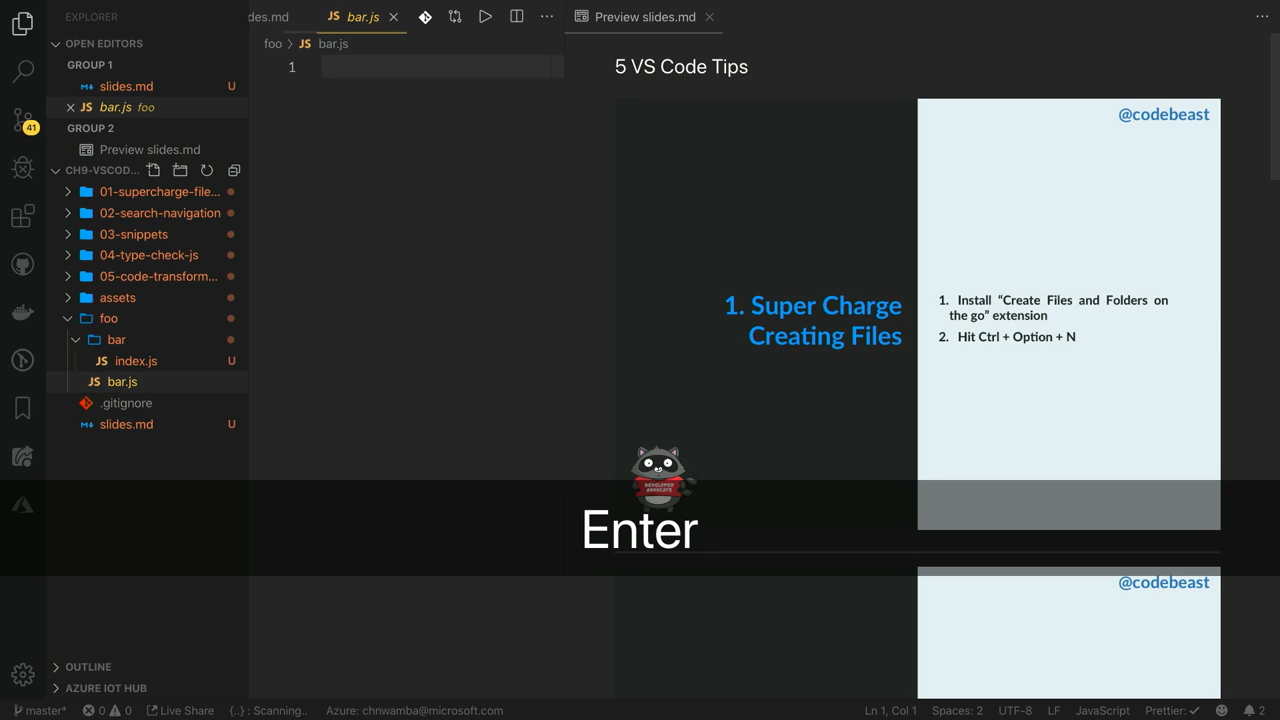 EXPLORER
des.md
JS bar.js
Preview slides.md
OPEN EDITORS
foo > JS bar.js
GROUP 1
slides.md U
JS bar.js foo
GROUP 2
Preview slides.md
CH9-VSCOD...
01-supercharge-file...
02-search-navigation
03-snippets
04-type-check-js
05-code-transform...
assets
foo
bar
JS index.js U
JS bar.js
.gitignore
slides.md U
OUTLINE
AZURE IOT HUB
41
1
5 VS Code Tips
@codebeast
1. Super Charge
Creating Files
1. Install “Create Files and Folders on
the go” extension
2. Hit Ctrl + Option + N
DEVELOPER
ADVOCATE
Enter
@codebeast
master* 0 0 Live Share {..} : Scanning.. Azure: chnwamba@microsoft.com Ln 1, Col 1 Spaces: 2 UTF-8 LF JavaScript Prettier: ✓ 2